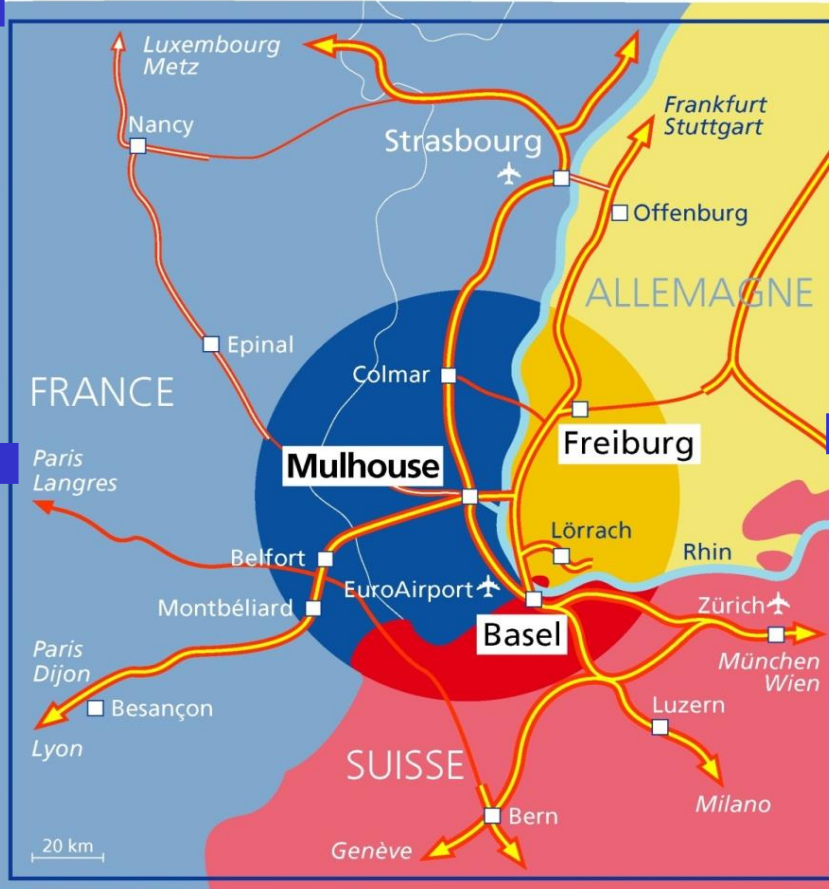 Luxembourg
Metz
Nancy
Frankfurt
Stuttgart
Strasbourg
Offenburg
ALLEMAGNE
Epinal
Colmar
FRANCE
Freiburg
Mulhouse
Paris
Langres
Lörrach
Rhin
Belfort
EuroAirport
Montbéliard
Zürich
Basel
Paris
Dijon
München
Wien
Besançon
Luzern
Lyon
SUISSE
Milano
Bern
20 km
Genève